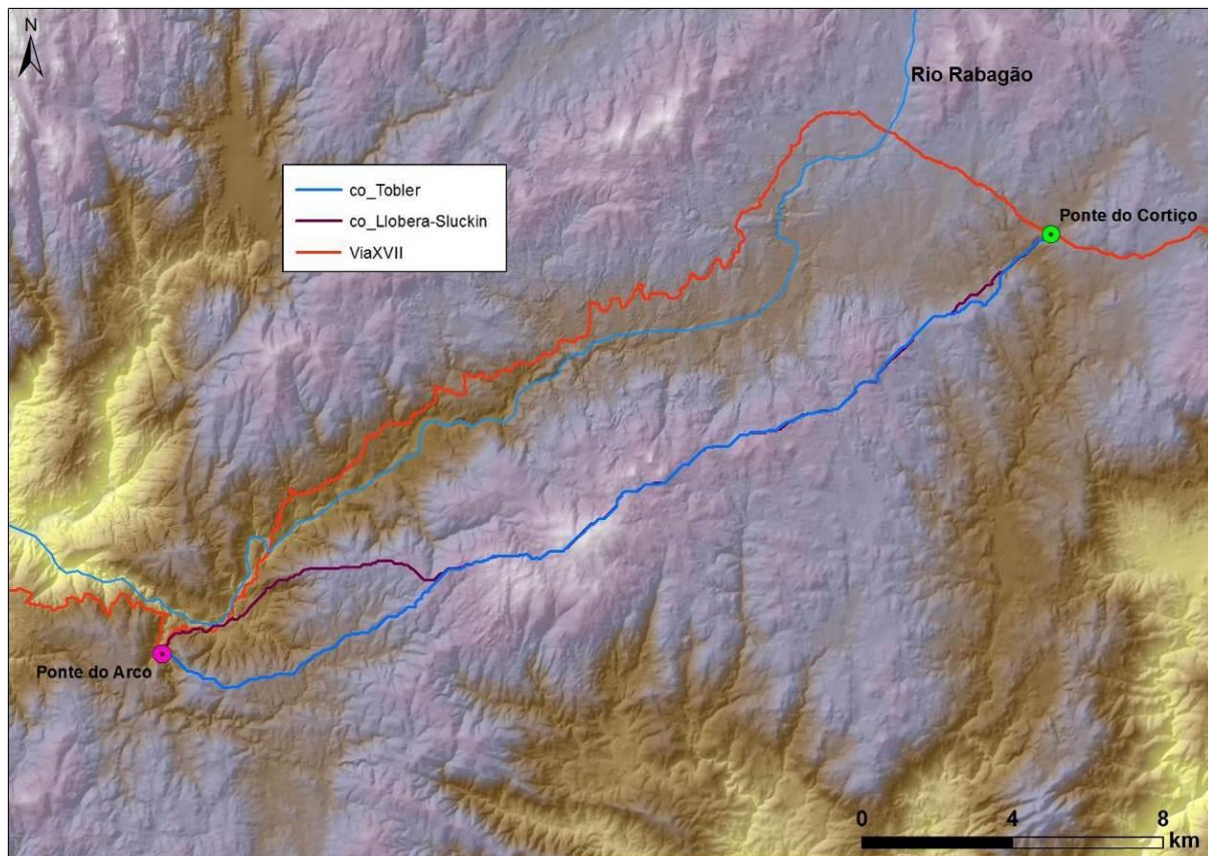 N
Rio Rabagão
co_Tobler
co_Llobera-Sluckin
ViaXVII
Ponte do Cortiço
Ponte do Arco
0 4 8
km